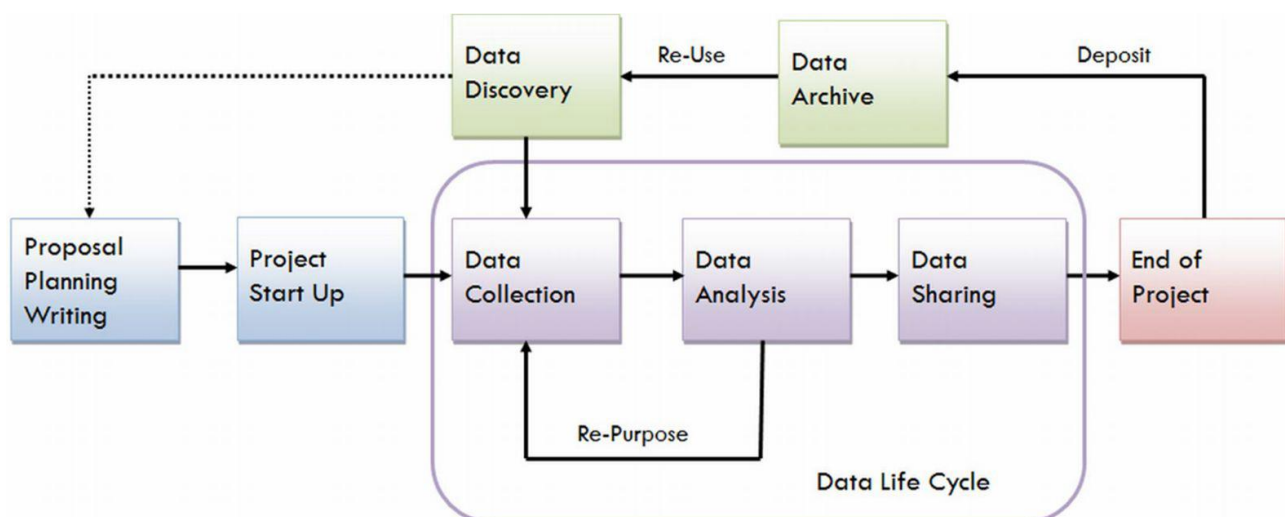 Data
Discovery
Re-Use
Data
Archive
Deposit
Proposal
Planning
Writing
Project
Start Up
Data
Collection
Data
Analysis
Data
Sharing
End of
Project
Re-Purpose
Data Life Cycle